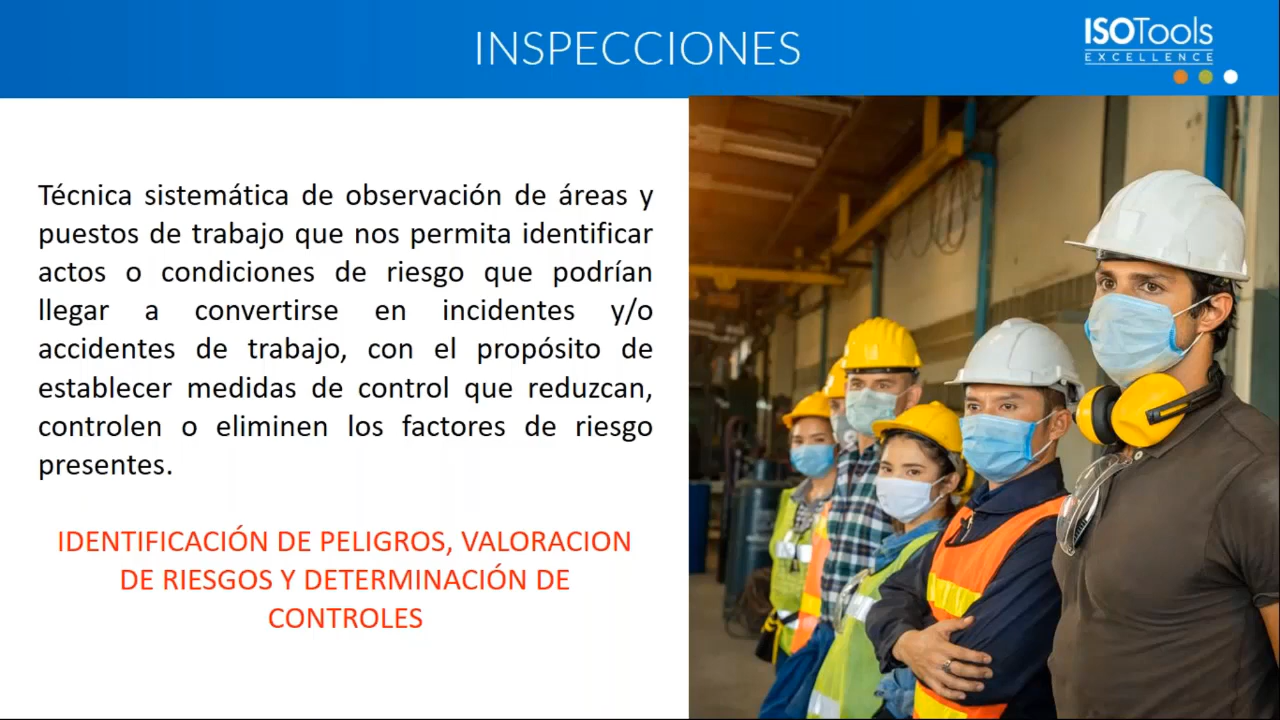 INSPECCIONES
ISOTools
EXCELLENCE
Técnica sistemática de observación de áreas y
puestos de trabajo que nos permita identificar
actos o condiciones de riesgo que podrían
llegar a convertirse en incidentes y/o
accidentes de trabajo, con el propósito de
establecer medidas de control que reduzcan,
controlen o eliminen los factores de riesgo
presentes.
IDENTIFICACIÓN DE PELIGROS, VALORACION
DE RIESGOS Y DETERMINACIÓN DE
CONTROLES